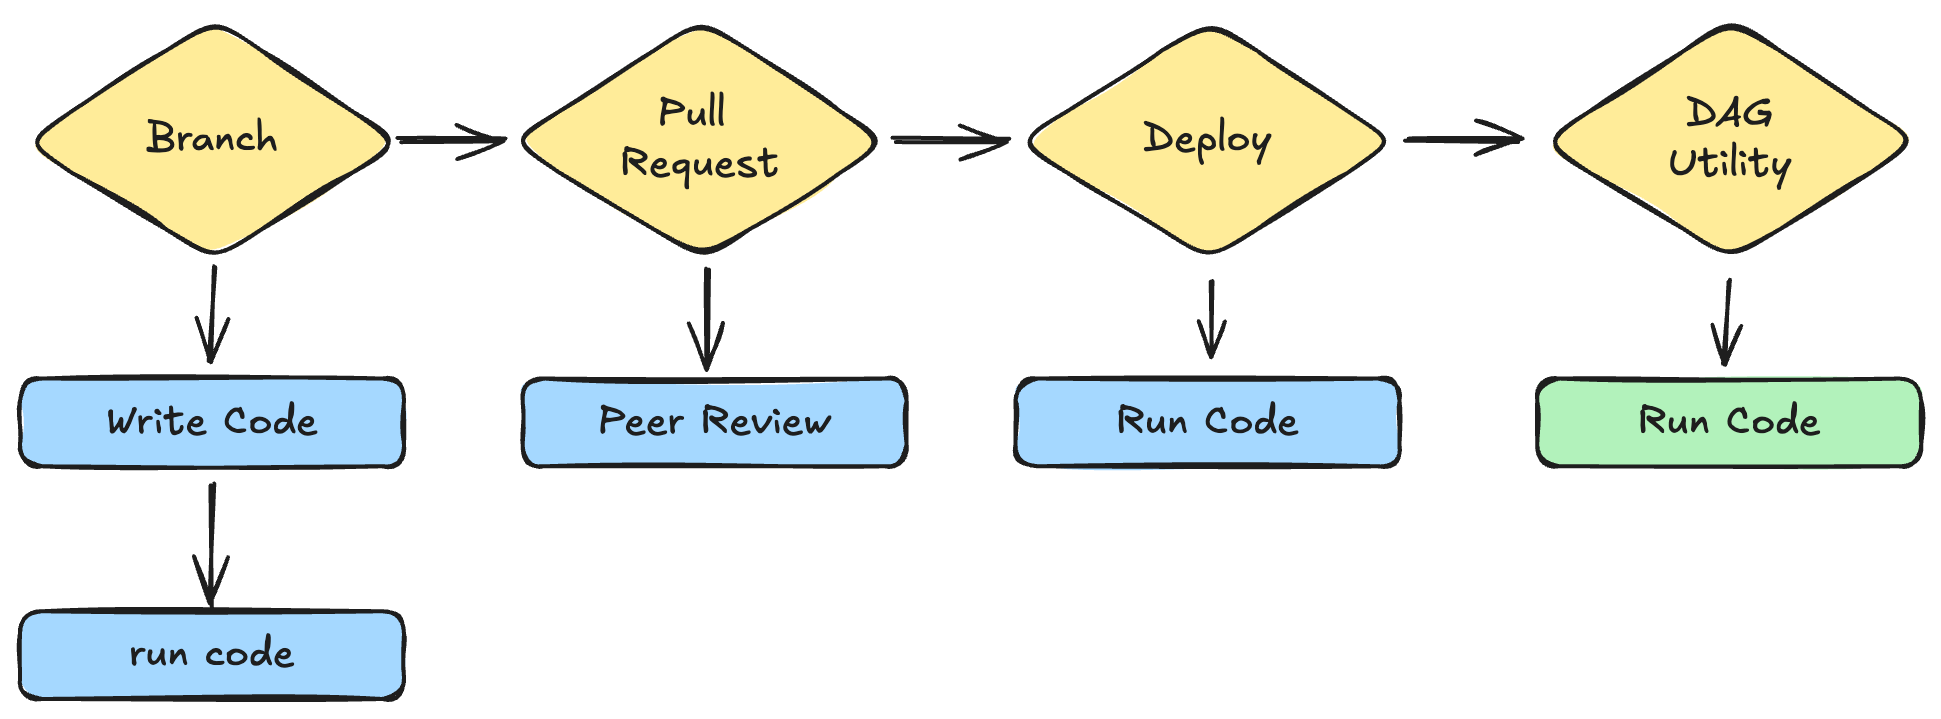 Branch
Pull
Request
Deploy
DAG
Utility
Write Code
Peer Review
Run Code
Run Code
run code